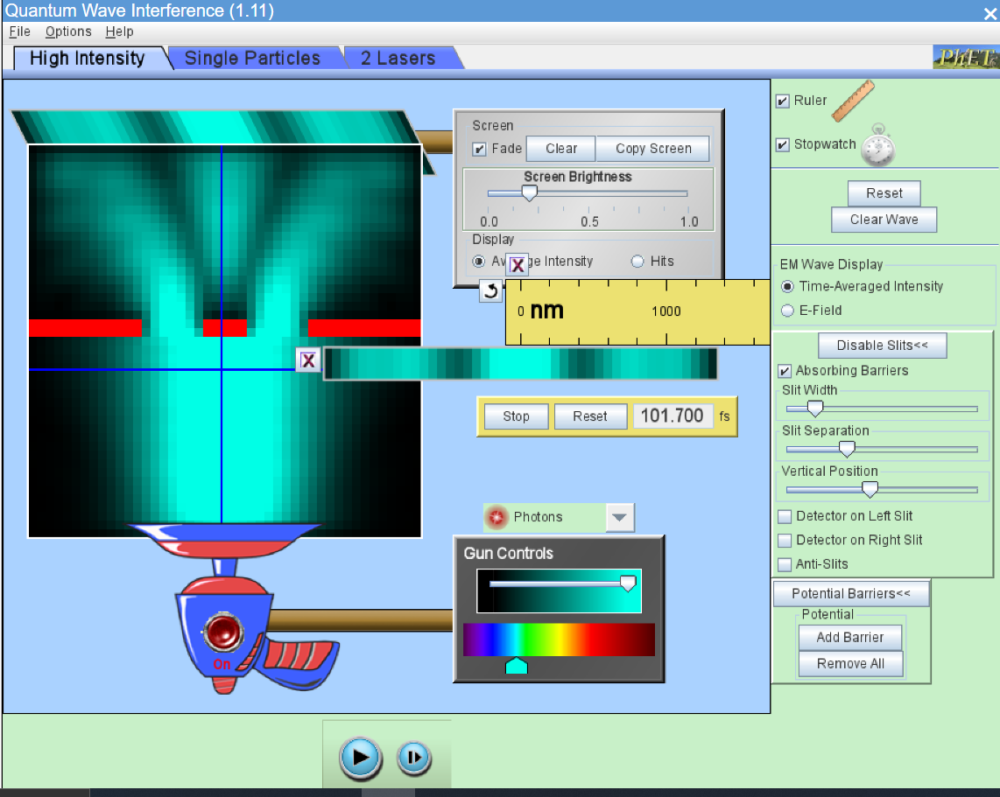 Quantum Wave Interference (1.11)
File Options Help
High Intensity Single Particles 2 Lasers
PhET
Screen
Fade Clear Copy Screen
Screen Brightness
0.0 0.5 1.0
Display
Average Intensity Hits
0 nm 1000
Stop Reset 101.700 fs
Photons
Gun Controls
On
Ruler
Stopwatch
Reset
Clear Wave
EM Wave Display
Time-Averaged Intensity
E-Field
Disable Slits<<
Absorbing Barriers
Slit Width
Slit Separation
Vertical Position
Detector on Left Slit
Detector on Right Slit
Anti-Slits
Potential Barriers<<
Potential
Add Barrier
Remove All